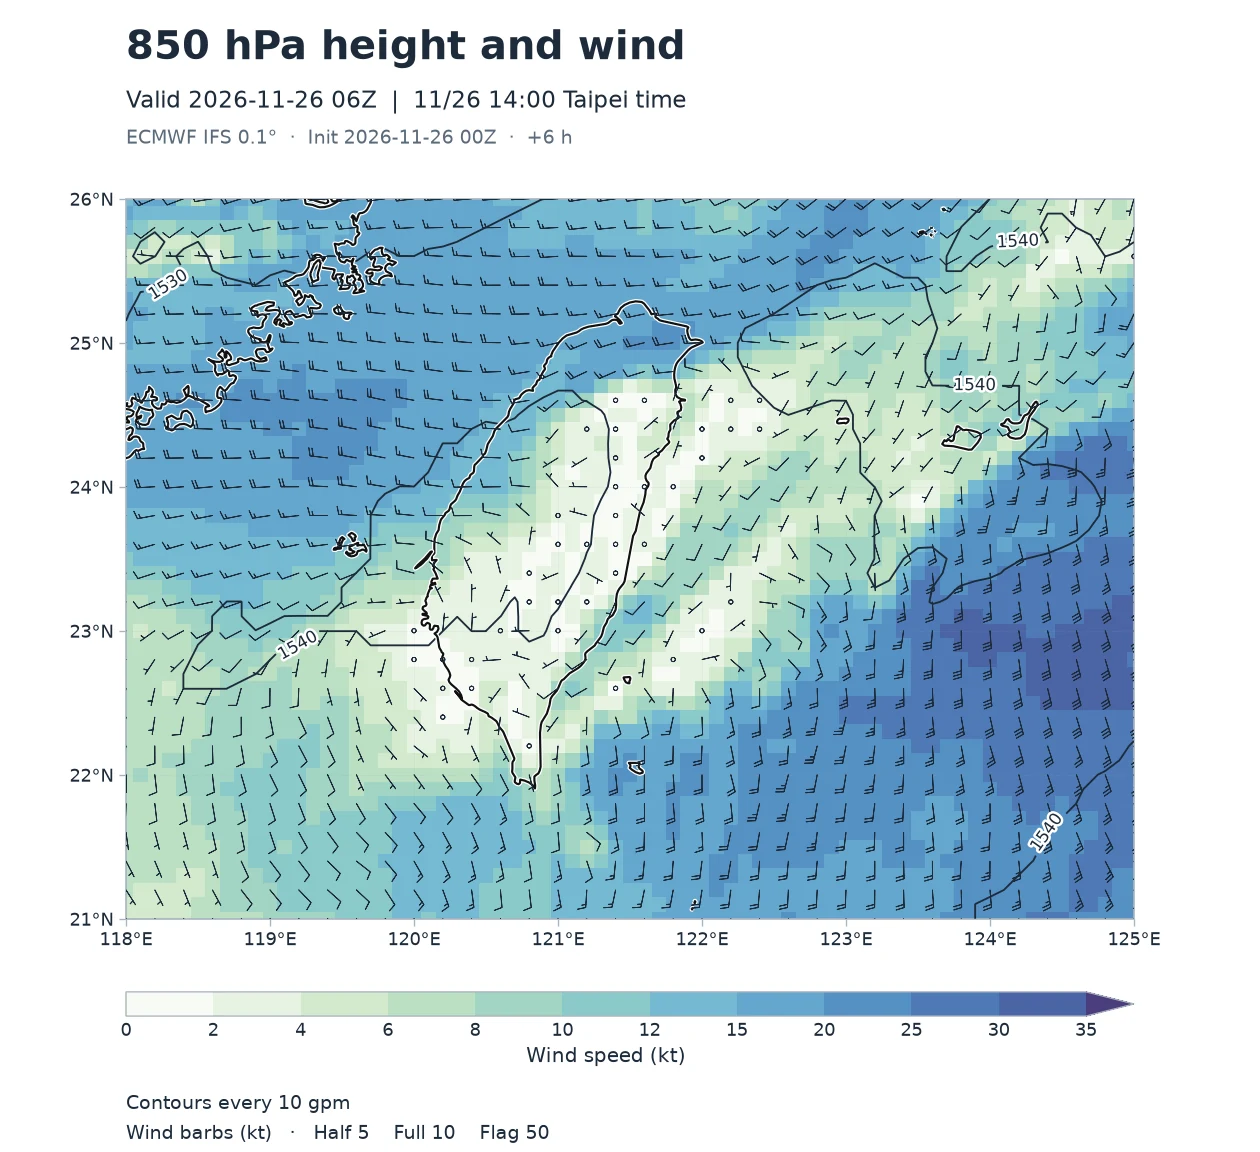 850 hPa height and wind
Valid 2026-11-26 06Z | 11/26 14:00 Taipei time
ECMWF IFS 0.1° · Init 2026-11-26 00Z · +6 h
26°N
25°N
24°N
23°N
22°N
21°N
1530
1540
1540
1540
1540
118°E 119°E 120°E 121°E 122°E 123°E 124°E 125°E
0 2 4 6 8 10 12 15 20 25 30 35
Wind speed (kt)
Contours every 10 gpm
Wind barbs (kt) · Half 5 Full 10 Flag 50